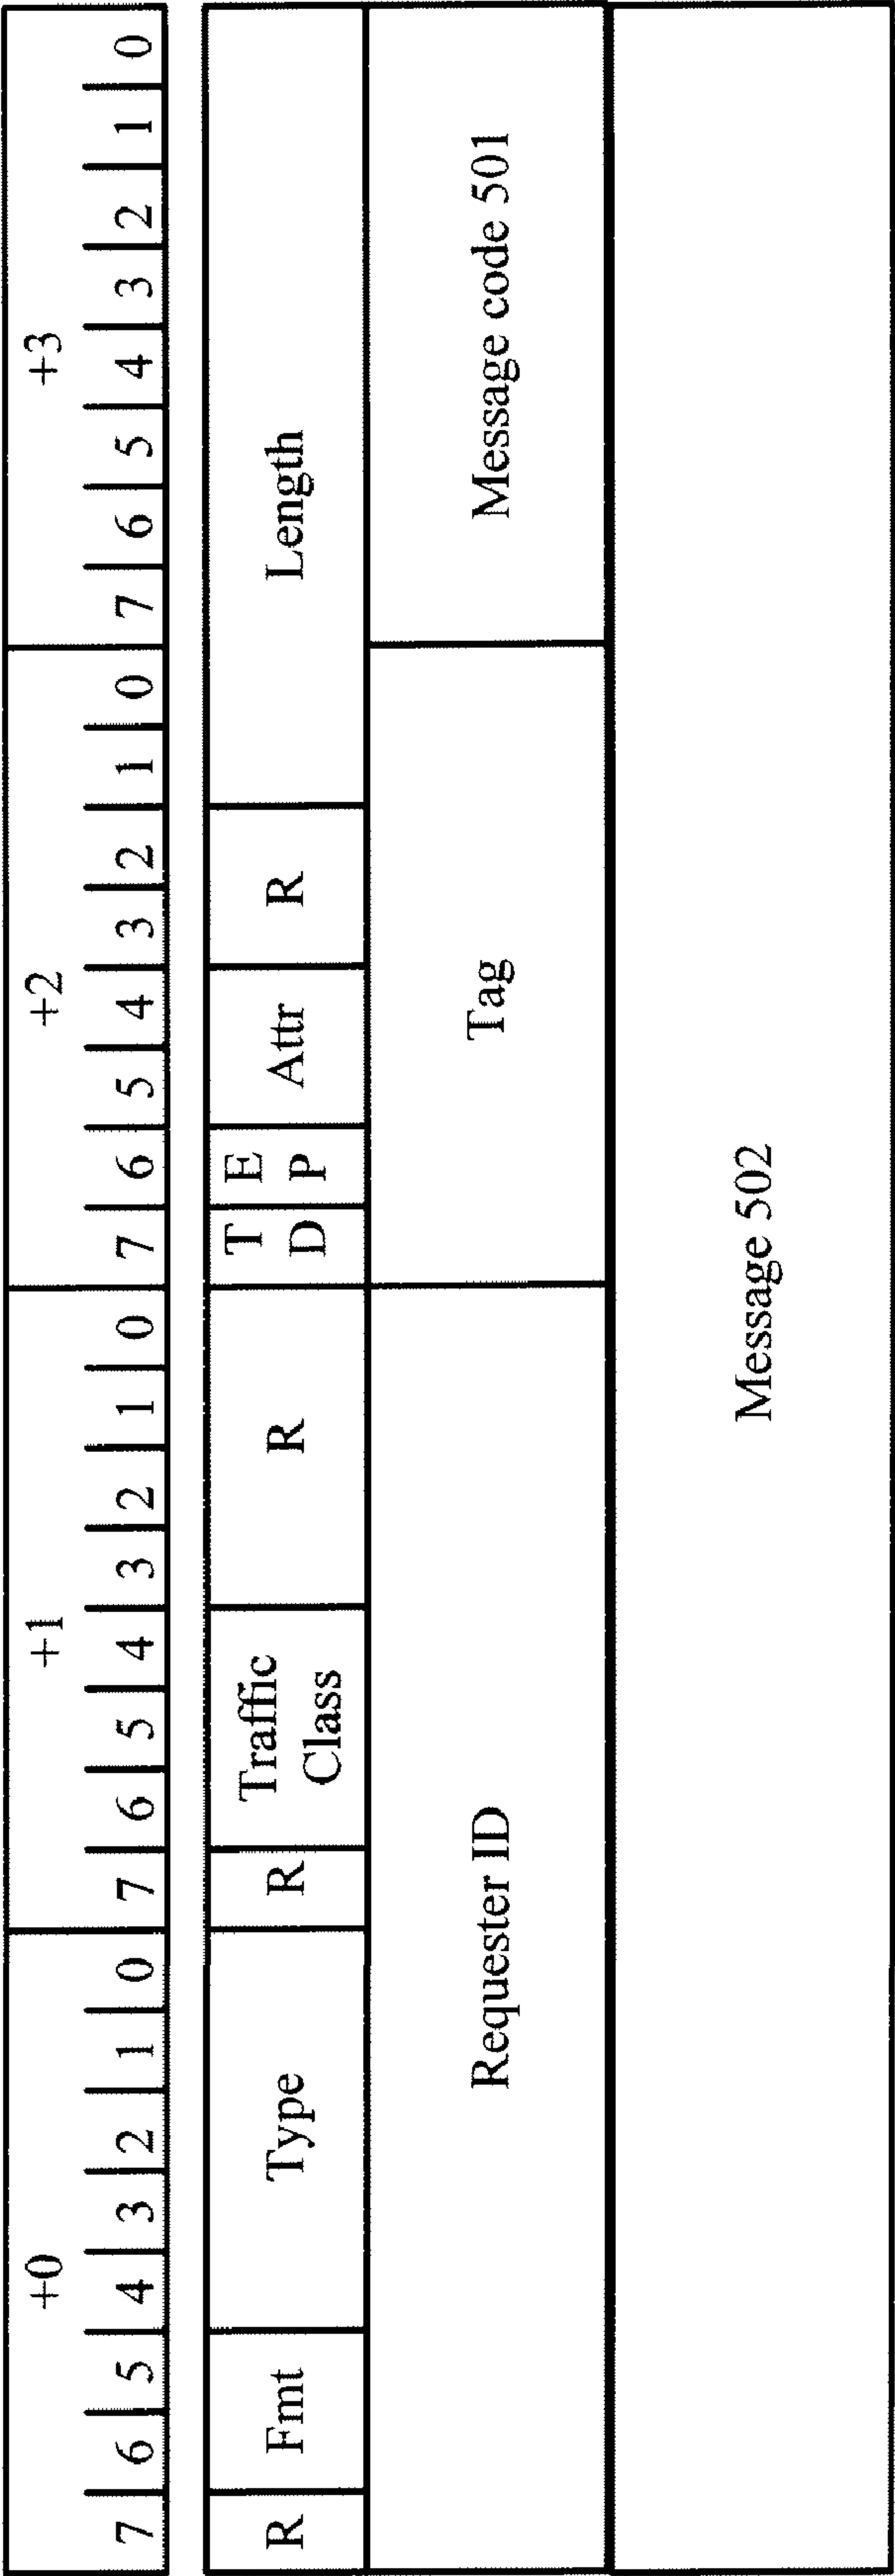 +0 +1 +2 +3
7 6 5 4 3 2 1 0 7 6 5 4 3 2 1 0 7 6 5 4 3 2 1 0 7 6 5 4 3 2 1 0
R Fmt Type R Traffic Class R TD EP Attr R Length
Requester ID Tag Message code 501
Message 502